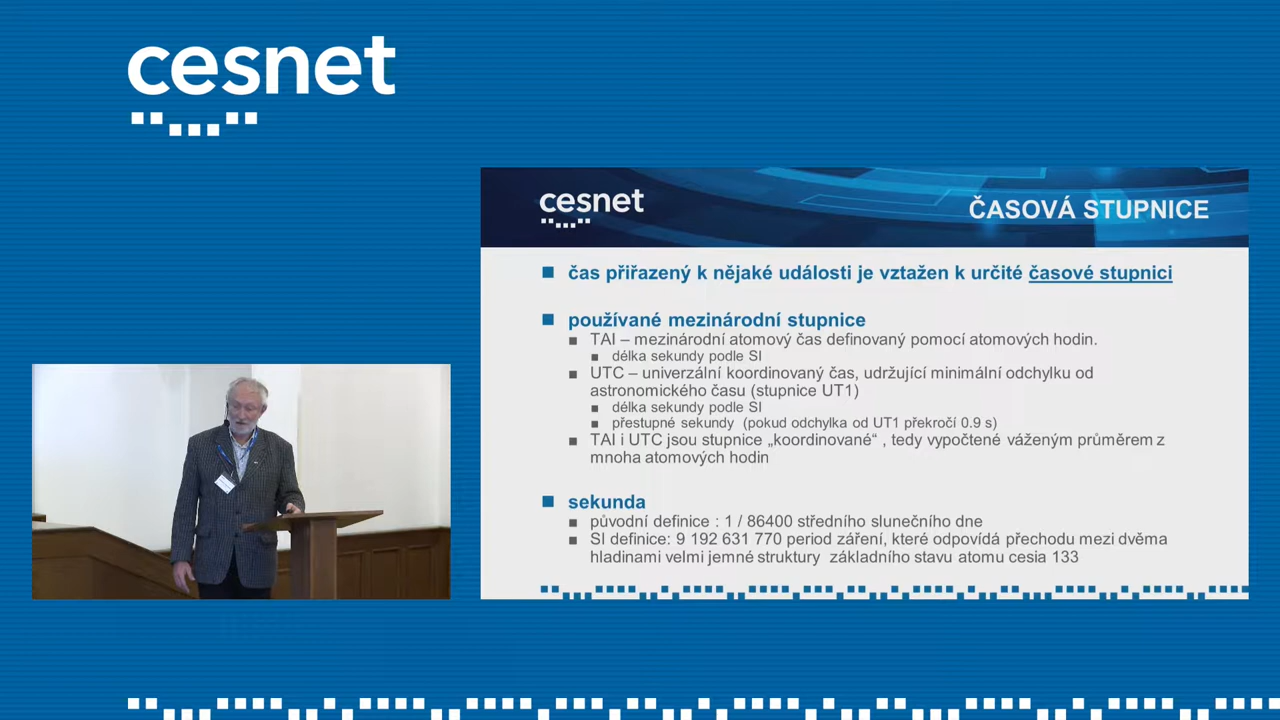 cesnet
cesnet
ČASOVÁ STUPNICE
čas přiřazený k nějaké události je vztažen k určité časové stupnici
používané mezinárodní stupnice
TAI – mezinárodní atomový čas definovaný pomocí atomových hodin.
délka sekundy podle SI
UTC – univerzální koordinovaný čas, udržující minimální odchylku od
astronomického času (stupnice UT1)
délka sekundy podle SI
přestupné sekundy (pokud odchylka od UT1 překročí 0.9 s)
TAI i UTC jsou stupnice „koordinované“ , tedy vypočtené váženým průměrem z
mnoha atomových hodin
sekunda
původní definice : 1 / 86400 středního slunečního dne
SI definice: 9 192 631 770 period záření, které odpovídá přechodu mezi dvěma
hladinami velmi jemné struktury základního stavu atomu cesia 133